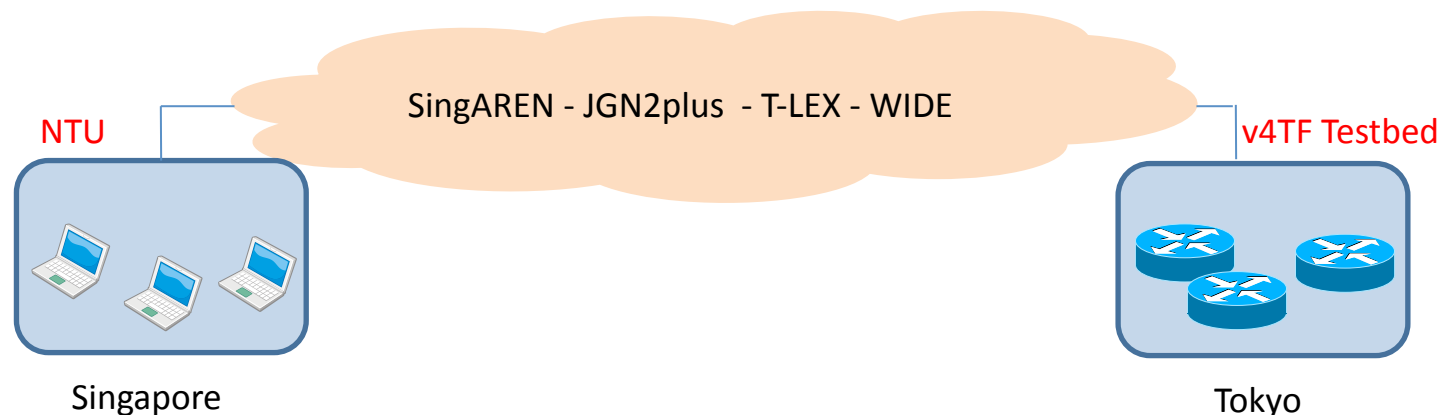 SingAREN - JGN2plus - T-LEX - WIDE
NTU
v4TF Testbed
Singapore
Tokyo